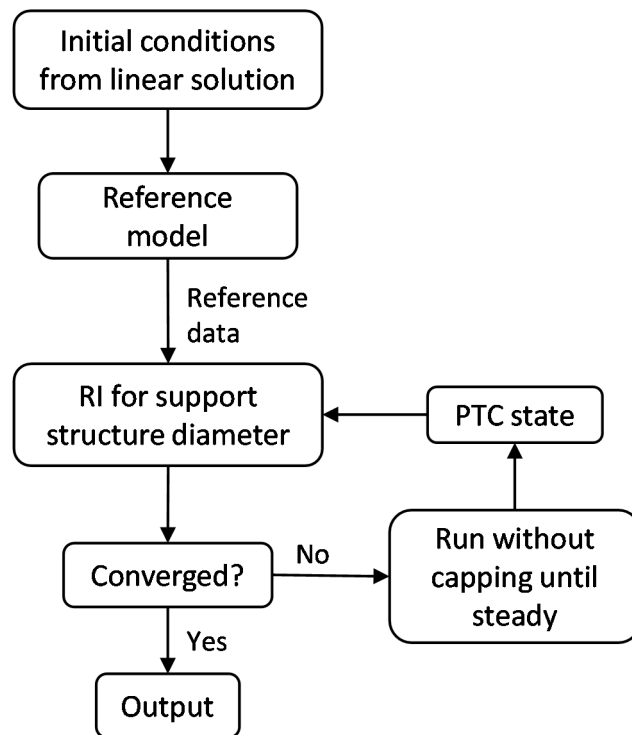 Initial conditions
from linear solution
Reference
model
Reference
data
RI for support
structure diameter
PTC state
Converged?
No
Run without
capping until
steady
Yes
Output